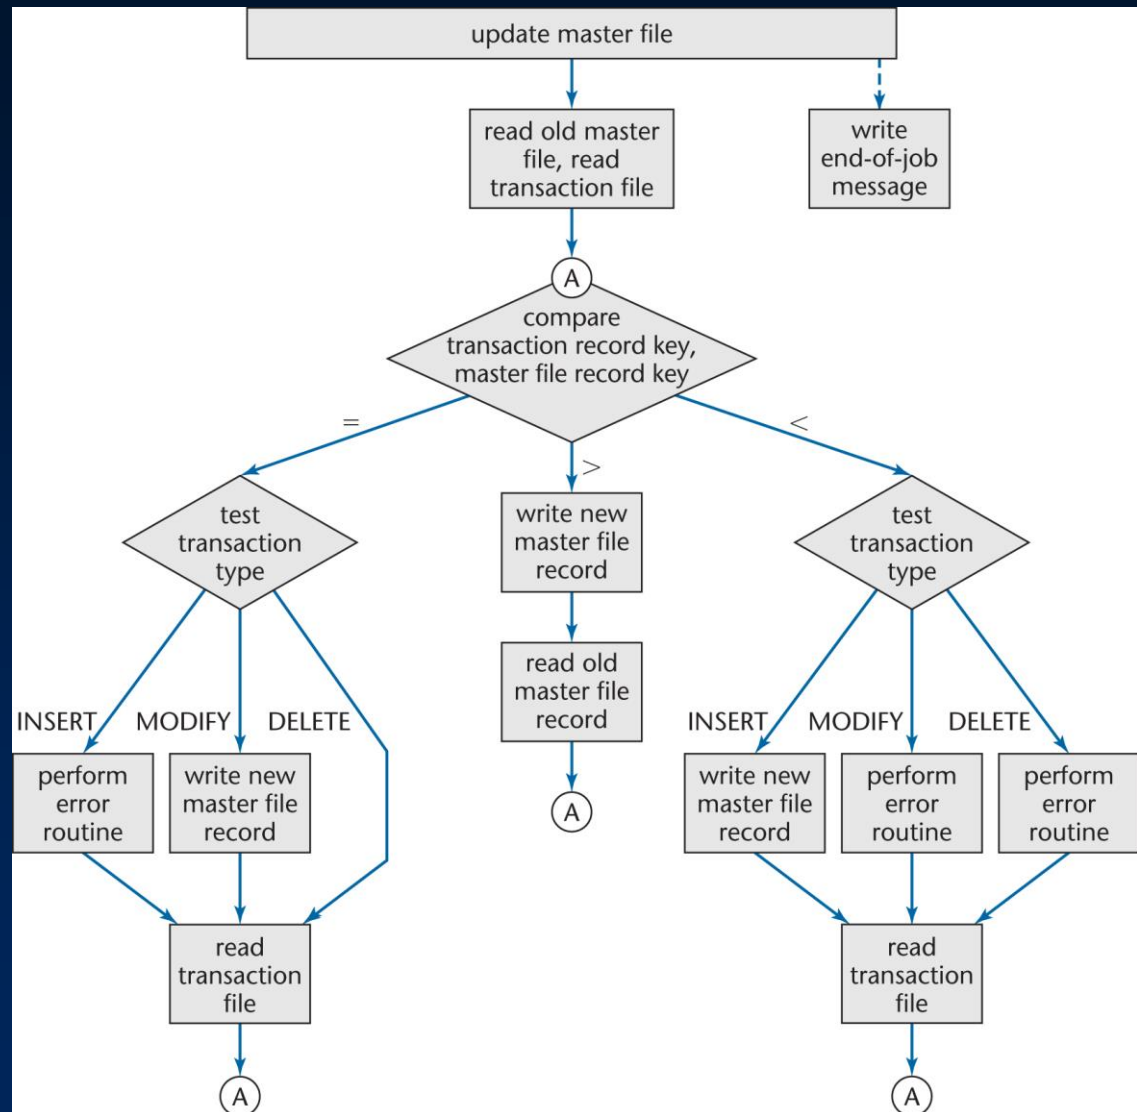 update master file
read old master
file, read
transaction file
write
end-of-job
message
A
compare
transaction record key,
master file record key
=
>
<
test
transaction
type
write new
master file
record
test
transaction
type
read old
master file
record
INSERT
MODIFY
DELETE
INSERT
MODIFY
DELETE
perform
error
routine
write new
master file
record
A
write new
master file
record
perform
error
routine
perform
error
routine
read
transaction
file
read
transaction
file
A
A